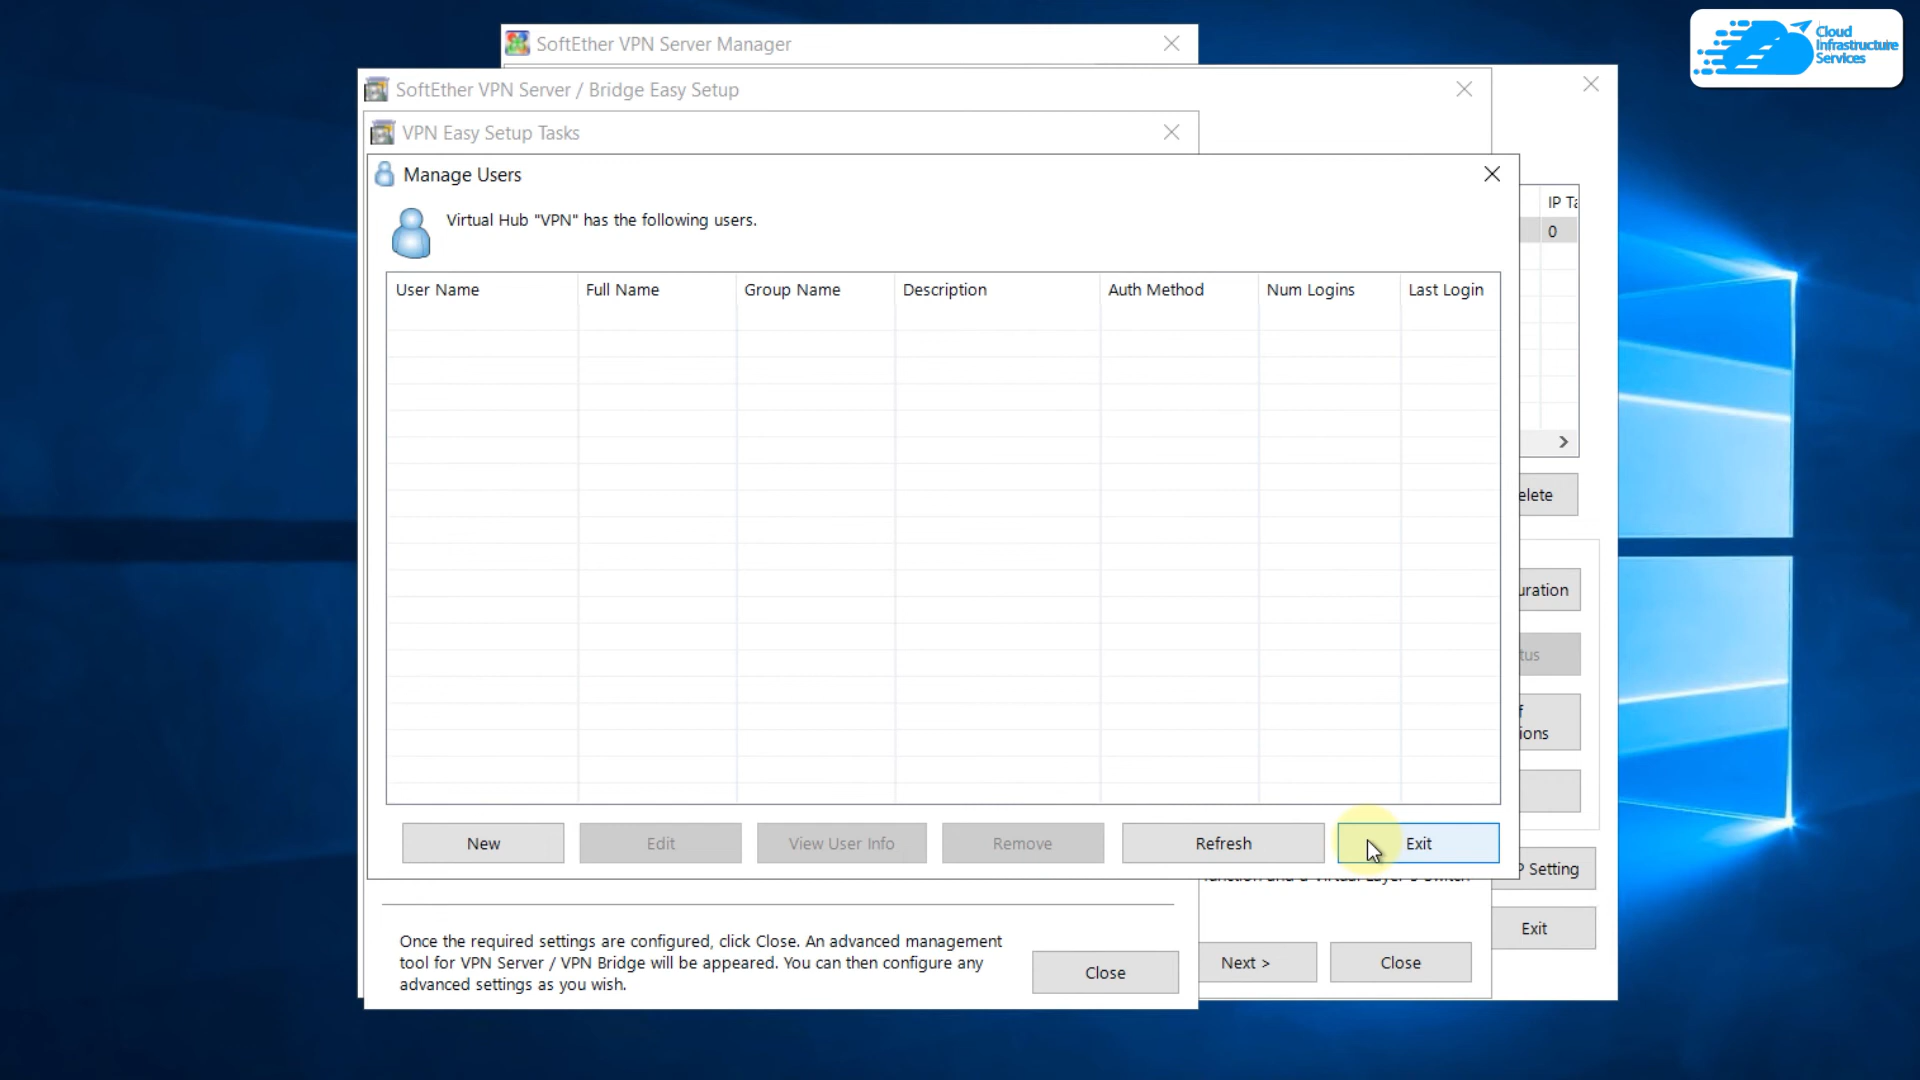 SoftEther VPN Server Manager
Cloud
Infrastructure
Services
SoftEther VPN Server / Bridge Easy Setup
VPN Easy Setup Tasks
Manage Users
Virtual Hub "VPN" has the following users.
IP Ta
0
User Name Full Name Group Name Description Auth Method Num Logins Last Login
elete
uration
tus
f
ions
New Edit View User Info Remove Refresh Exit
P Setting
Exit
Once the required settings are configured, click Close. An advanced management
tool for VPN Server / VPN Bridge will be appeared. You can then configure any
advanced settings as you wish.
Close
Next >
Close